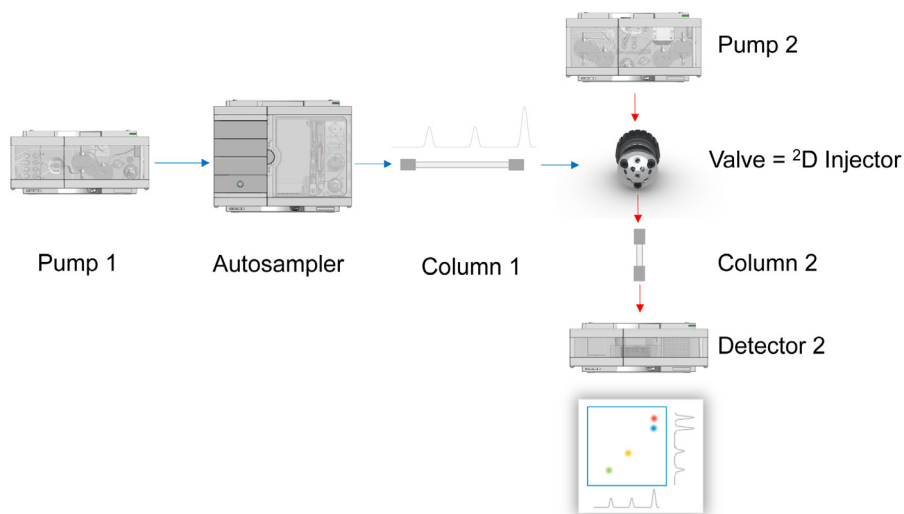 Pump 2
Valve = ²D Injector
Pump 1
Autosampler
Column 1
Column 2
Detector 2